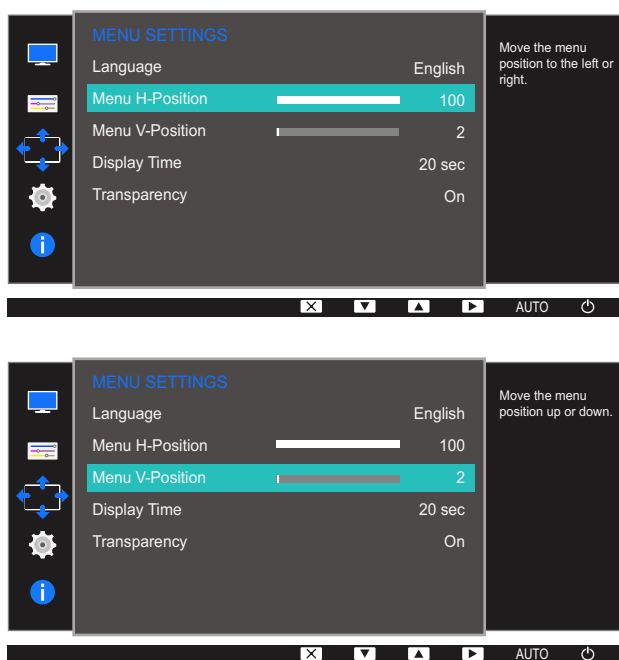 MENU SETTINGS
Language English
Menu H-Position 100
Menu V-Position 2
Display Time 20 sec
Transparency On
Move the menu
position to the left or
right.
AUTO
MENU SETTINGS
Language English
Menu H-Position 100
Menu V-Position 2
Display Time 20 sec
Transparency On
Move the menu
position up or down.
AUTO